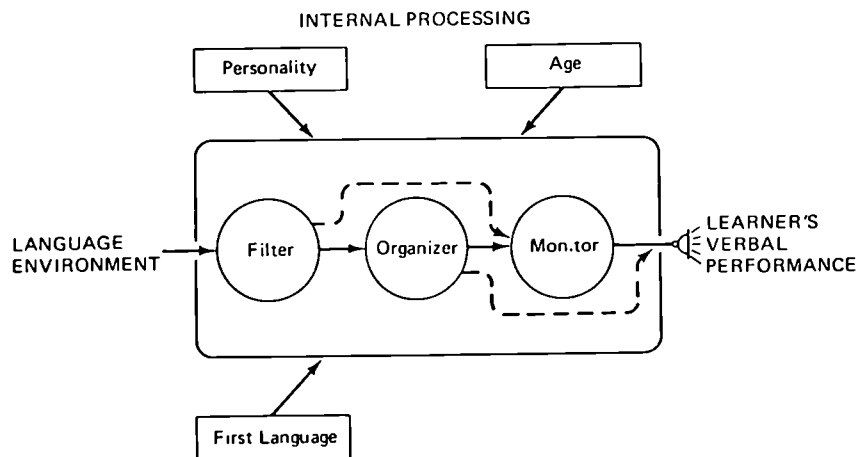 INTERNAL PROCESSING
Personality
Age
LANGUAGE
ENVIRONMENT
Filter
Organizer
Mon.tor
LEARNER'S
VERBAL
PERFORMANCE
First Language